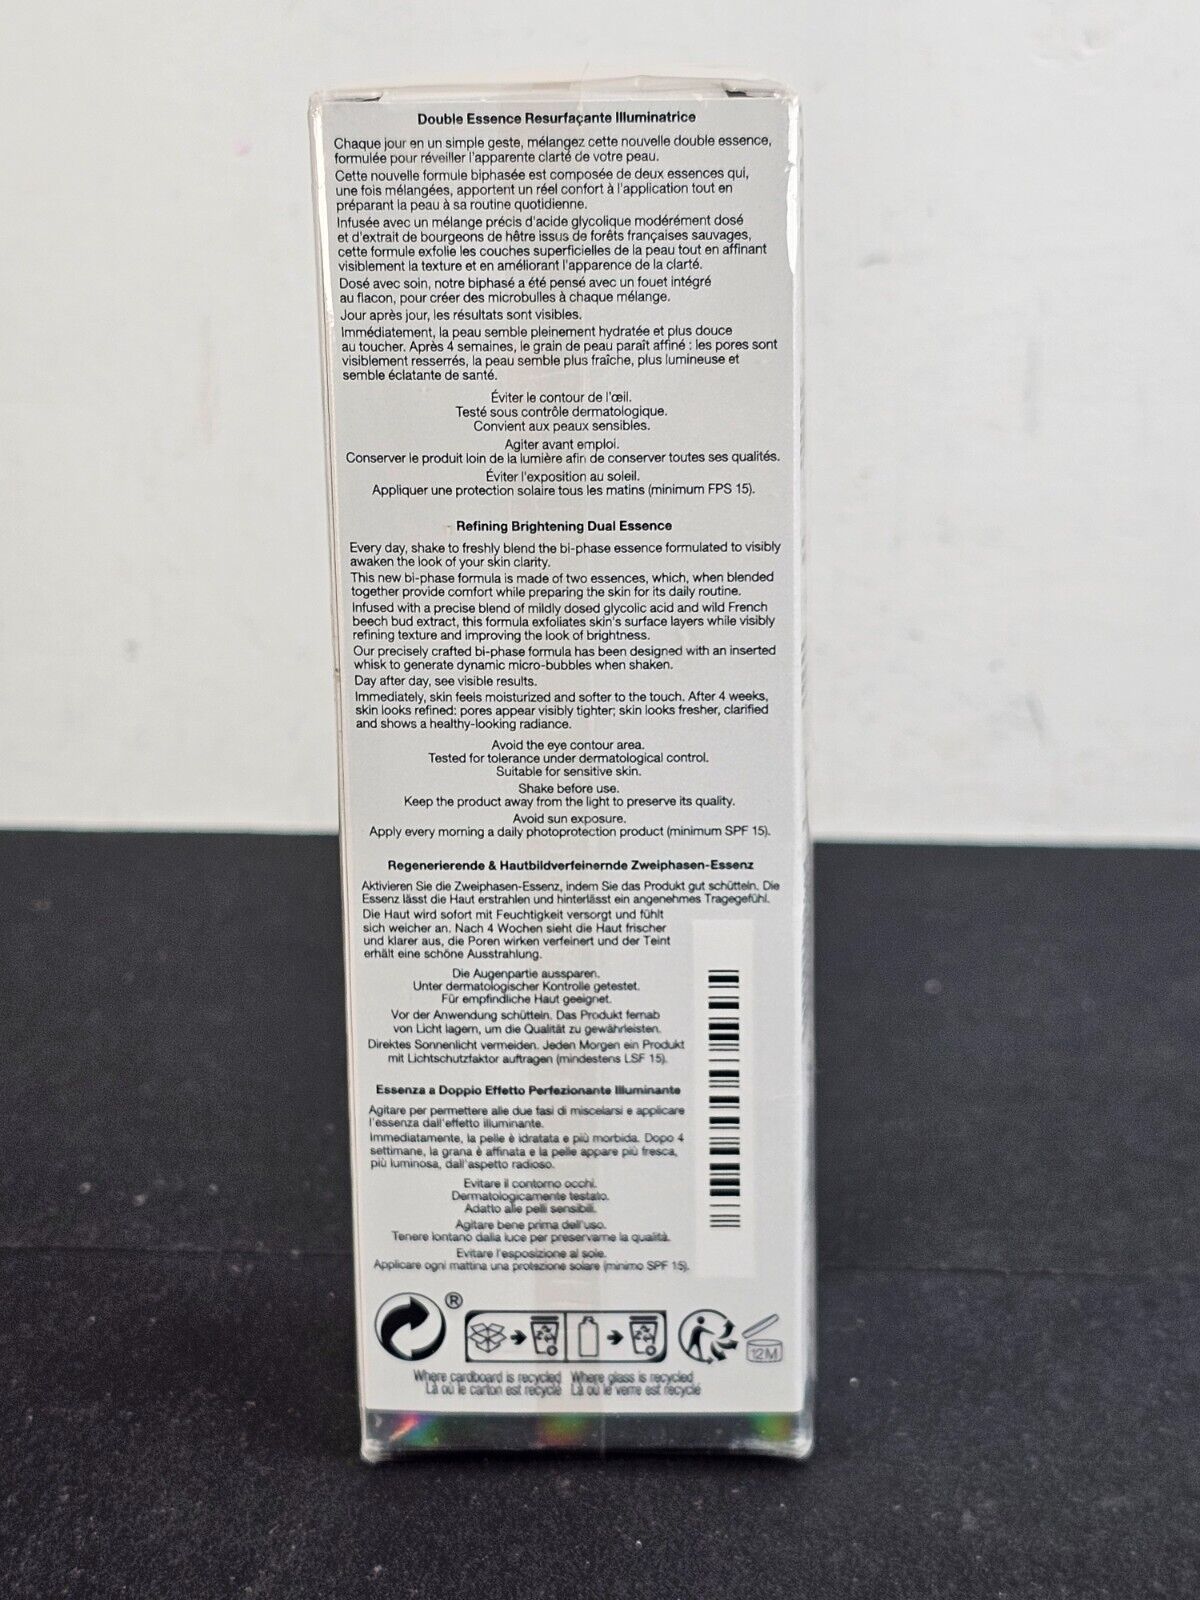 Double Essence Resurfaçante Illuminatrice
Chaque jour en un simple geste, mélangez cette nouvelle double essence,
formulée pour réveiller l'apparente clarté de votre peau.
Cette nouvelle formule biphasée est composée de deux essences qui,
une fois mélangées, apportent un réel confort à l'application tout en
préparant la peau à sa routine quotidienne.
Infusée avec un mélange précis d'acide glycolique modérément dosé
et d'extrait de bourgeons de hêtre issus de forêts françaises sauvages,
cette formule exfolie les couches superficielles de la peau tout en affinant
visiblement la texture et en améliorant l'apparence de la clarté.
Dosé avec soin, notre biphasé a été pensé avec un fouet intégré
au flacon, pour créer des microbulles à chaque mélange.
Jour après jour, les résultats sont visibles.
Immédiatement, la peau semble pleinement hydratée et plus douce
au toucher. Après 4 semaines, le grain de peau paraît affiné : les pores sont
visiblement resserrés, la peau semble plus fraîche, plus lumineuse et
semble éclatante de santé.
Éviter le contour de l'œil.
Testé sous contrôle dermatologique.
Convient aux peaux sensibles.
Agiter avant emploi.
Conserver le produit loin de la lumière afin de conserver toutes ses qualités.
Éviter l'exposition au soleil.
Appliquer une protection solaire tous les matins (minimum FPS 15).
Refining Brightening Dual Essence
Every day, shake to freshly blend the bi-phase essence formulated to visibly
awaken the look of your skin clarity.
This new bi-phase formula is made of two essences, which, when blended
together provide comfort while preparing the skin for its daily routine.
Infused with a precise blend of mildly dosed glycolic acid and wild French
beech bud extract, this formula exfoliates skin's surface layers while visibly
refining texture and improving the look of brightness.
Our precisely crafted bi-phase formula has been designed with an inserted
whisk to generate dynamic micro-bubbles when shaken.
Day after day, see visible results.
Immediately, skin feels moisturized and softer to the touch. After 4 weeks,
skin looks refined: pores appear visibly tighter; skin looks fresher, clarified
and shows a healthy-looking radiance.
Avoid the eye contour area.
Tested for tolerance under dermatological control.
Suitable for sensitive skin.
Shake before use.
Keep the product away from the light to preserve its quality.
Avoid sun exposure.
Apply every morning a daily photoprotection product (minimum SPF 15).
Regenerierende & Hautbildverfeinernde Zweiphasen-Essenz
Aktivieren Sie die Zweiphasen-Essenz, indem Sie das Produkt gut schütteln. Die
Essenz lässt die Haut erstrahlen und hinterlässt ein angenehmes Tragegefühl.
Die Haut wird sofort mit Feuchtigkeit versorgt und fühlt
sich weicher an. Nach 4 Wochen sieht die Haut frischer
und klarer aus, die Poren wirken verfeinert und der Teint
erhält eine schöne Ausstrahlung.
Die Augenpartie aussparen.
Unter dermatologischer Kontrolle getestet.
Für empfindliche Haut geeignet.
Vor der Anwendung schütteln. Das Produkt fernab
von Licht lagern, um die Qualität zu gewährleisten.
Direktes Sonnenlicht vermeiden. Jeden Morgen ein Produkt
mit Lichtschutzfaktor auftragen (mindestens LSF 15).
Essenza a Doppio Effetto Perfezionante Illuminante
Agitare per permettere alle due fasi di miscelarsi e applicare
l'essenza dall'effetto illuminante.
Immediatamente, la pelle è idratata e più morbida. Dopo 4
settimane, la grana è affinata e la pelle appare più fresca,
più luminosa, dall'aspetto radioso.
Evitare il contorno occhi.
Dermatologicamente testato.
Adatto alle pelli sensibili.
Agitare bene prima dell'uso.
Tenere lontano dalla luce per preservarne la qualità.
Evitare l'esposizione al sole.
Applicare ogni mattina una protezione solare (minimo SPF 15).
®
12M
Where cardboard is recycled Where glass is recycled
Là où le carton est recyclé Là où le verre est recyclé